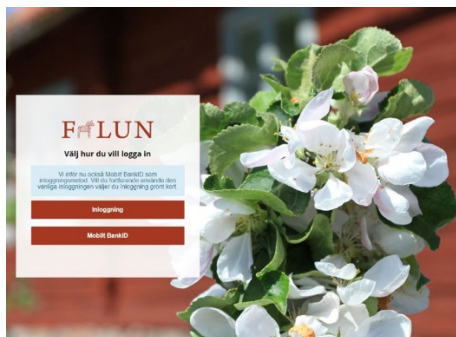 FALUN
Välj hur du vill logga in
Vi inför nu också Mobilt BankID som
inloggningsmetod. Vill du fortfarande använda den
vanliga inloggningen väljer du inloggning grönt kort.
Inloggning
Mobilt BankID